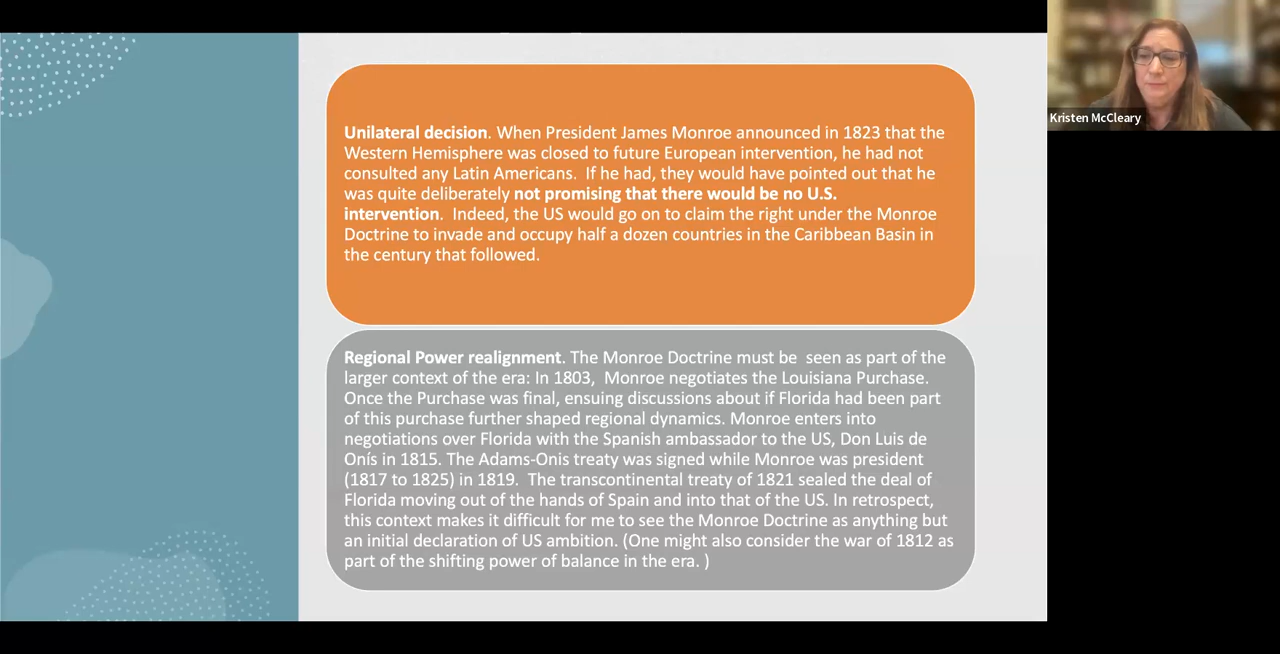 Unilateral decision. When President James Monroe announced in 1823 that the
Western Hemisphere was closed to future European intervention, he had not
consulted any Latin Americans.  If he had, they would have pointed out that he
was quite deliberately not promising that there would be no U.S.
intervention.  Indeed, the US would go on to claim the right under the Monroe
Doctrine to invade and occupy half a dozen countries in the Caribbean Basin in
the century that followed.
Regional Power realignment. The Monroe Doctrine must be  seen as part of the
larger context of the era: In 1803,  Monroe negotiates the Louisiana Purchase.
Once the Purchase was final, ensuing discussions about if Florida had been part
of this purchase further shaped regional dynamics. Monroe enters into
negotiations over Florida with the Spanish ambassador to the US, Don Luis de
Onís in 1815. The Adams-Onis treaty was signed while Monroe was president
(1817 to 1825) in 1819.  The transcontinental treaty of 1821 sealed the deal of
Florida moving out of the hands of Spain and into that of the US. In retrospect,
this context makes it difficult for me to see the Monroe Doctrine as anything but
an initial declaration of US ambition. (One might also consider the war of 1812 as
part of the shifting power of balance in the era. )
Kristen McCleary